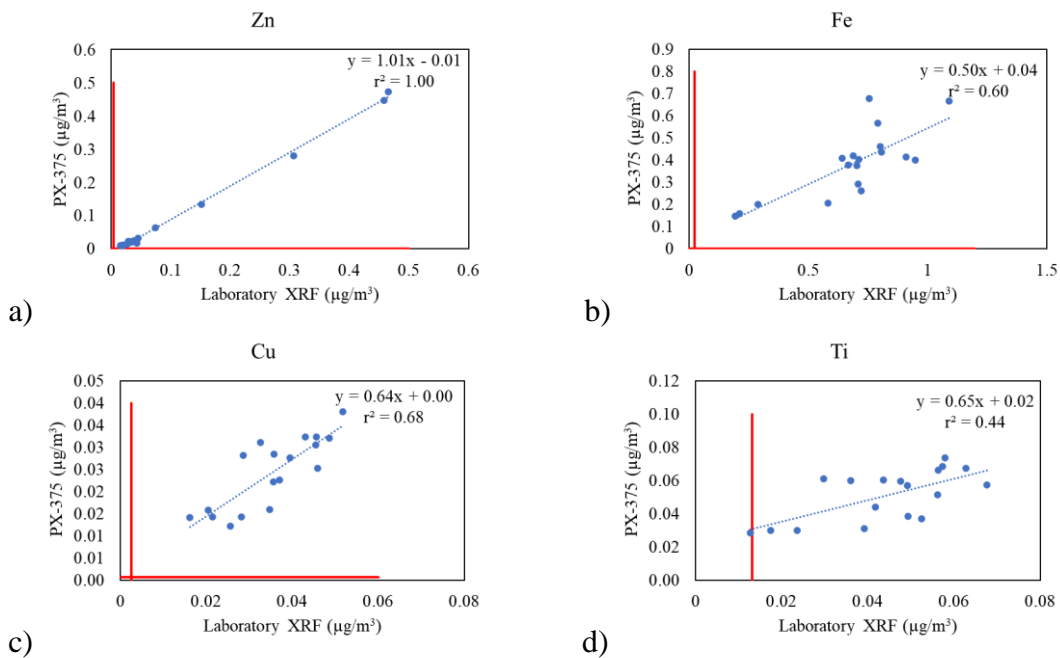 Zn
0.6
0.5
0.4
0.3
0.2
0.1
0
PX-375 (µg/m³)
y = 1.01x - 0.01
r² = 1.00
0 0.1 0.2 0.3 0.4 0.5 0.6
Laboratory XRF (µg/m³)
a)
Fe
0.9
0.8
0.7
0.6
0.5
0.4
0.3
0.2
0.1
0
PX-375 (µg/m³)
y = 0.50x + 0.04
r² = 0.60
0 0.5 1 1.5
Laboratory XRF (µg/m³)
b)
Cu
0.05
0.04
0.04
0.03
0.03
0.02
0.02
0.01
0.01
0.00
PX-375 (µg/m³)
y = 0.64x + 0.00
r² = 0.68
0 0.02 0.04 0.06 0.08
Laboratory XRF (µg/m³)
c)
Ti
0.12
0.10
0.08
0.06
0.04
0.02
0.00
PX-375 (µg/m³)
y = 0.65x + 0.02
r² = 0.44
0 0.02 0.04 0.06 0.08
Laboratory XRF (µg/m³)
d)